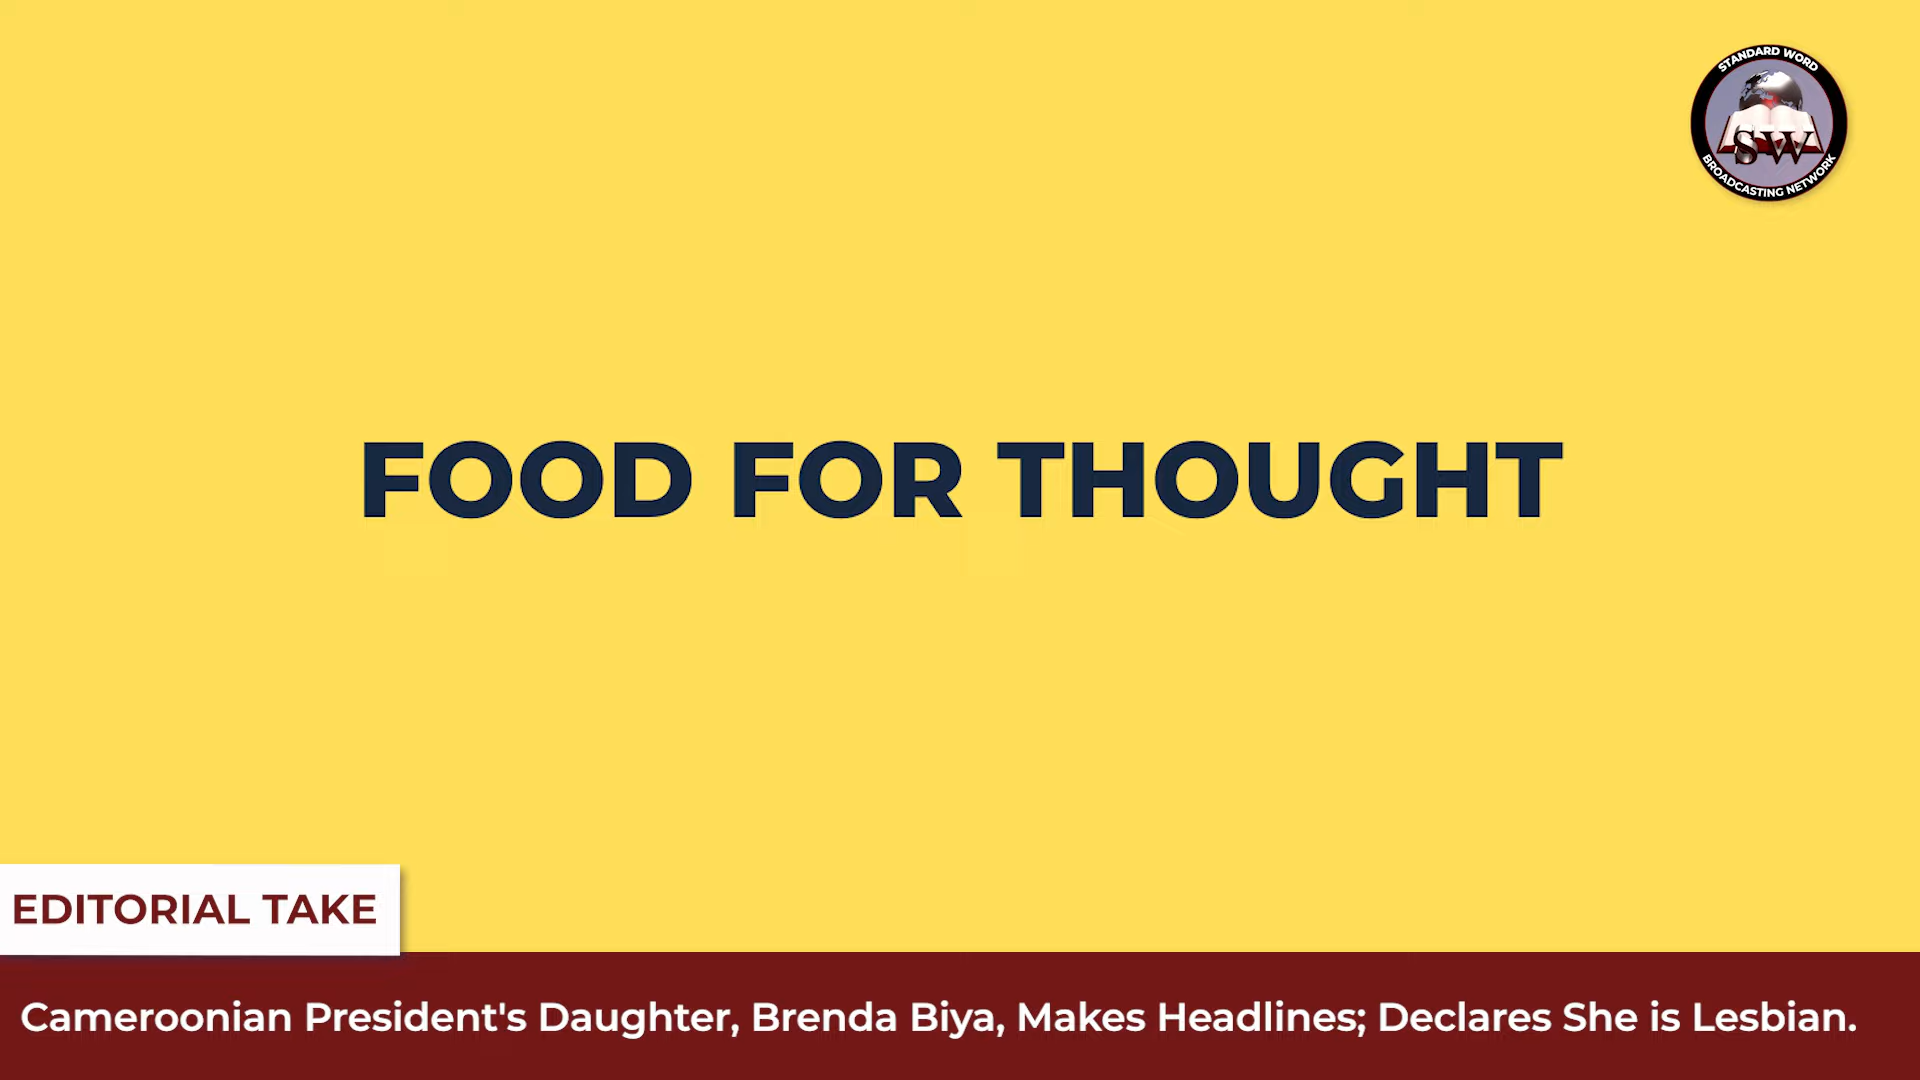 STANDARD WORD
SW
BROADCASTING NETWORK
FOOD FOR THOUGHT
EDITORIAL TAKE
Cameroonian President's Daughter, Brenda Biya, Makes Headlines; Declares She is Lesbian.